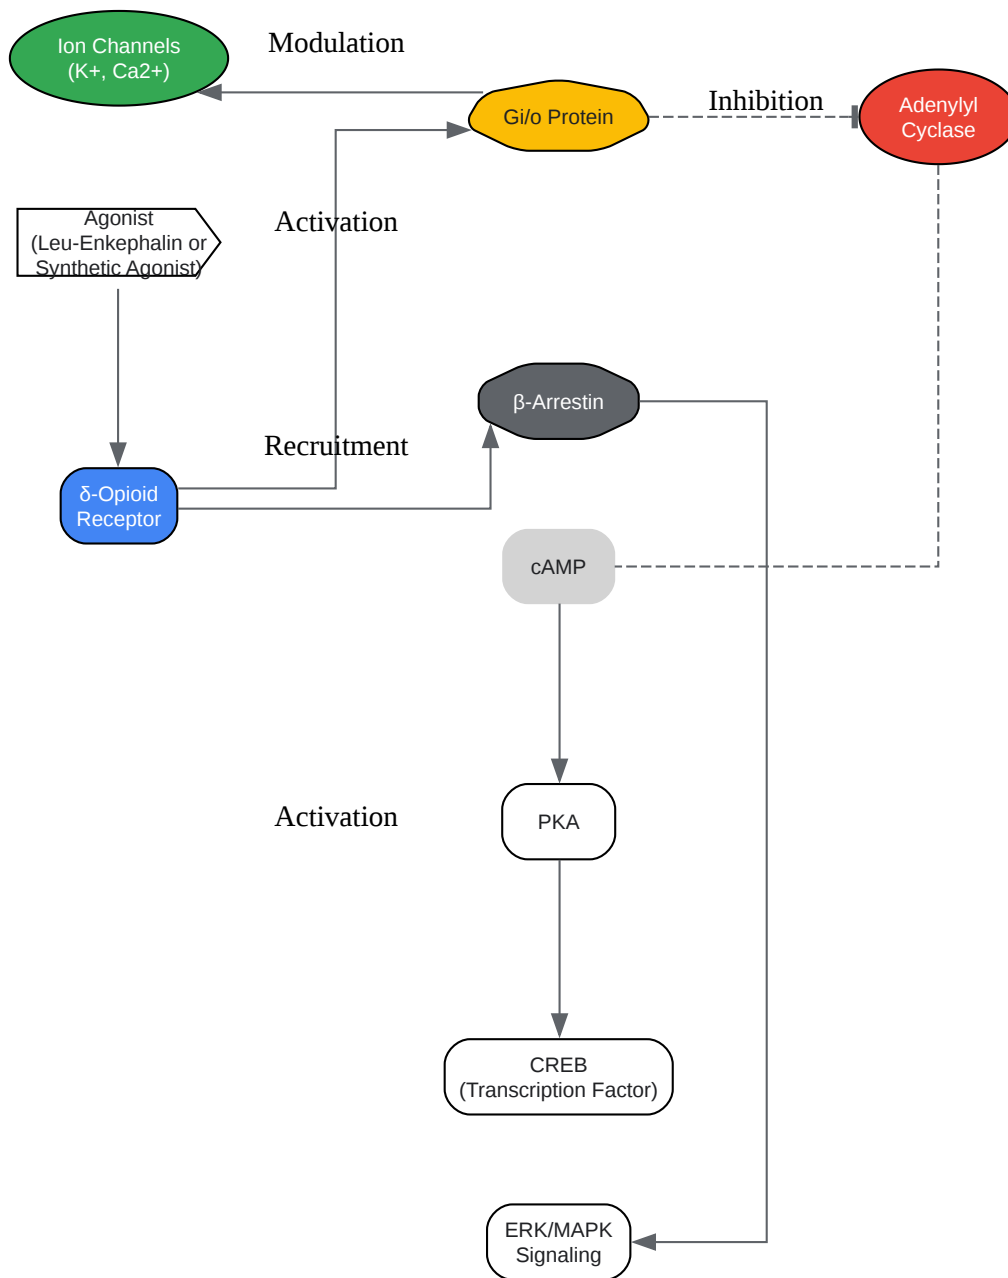 Ion Channels
(K+, Ca2+)
Modulation
Gi/o Protein
Inhibition
Adenylyl
Cyclase
Agonist
(Leu-Enkephalin or
Synthetic Agonist)
Activation
β-Arrestin
Recruitment
δ-Opioid
Receptor
cAMP
Activation
PKA
CREB
(Transcription Factor)
ERK/MAPK
Signaling